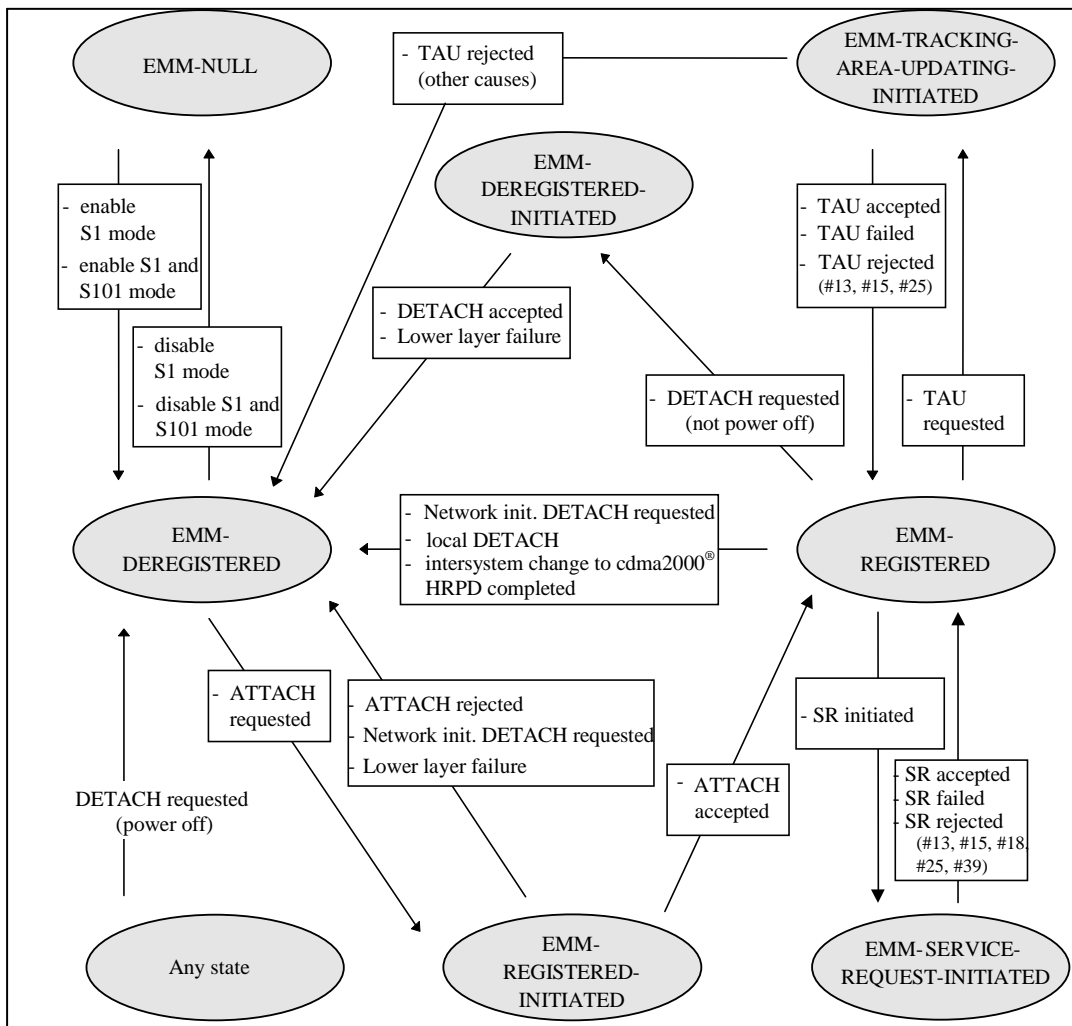 EMM-NULL
- TAU rejected
(other causes)
EMM-TRACKING-
AREA-UPDATING-
INITIATED
EMM-
DEREGISTERED-
INITIATED
- enable
S1 mode
- enable S1 and
S101 mode
- TAU accepted
- TAU failed
- TAU rejected
(#13, #15, #25)
- DETACH accepted
- Lower layer failure
- disable
S1 mode
- disable S1 and
S101 mode
- DETACH requested
(not power off)
- TAU
requested
EMM-
DEREGISTERED
- Network init. DETACH requested
- local DETACH
- intersystem change to cdma2000®
HRPD completed
EMM-
REGISTERED
- ATTACH
requested
- ATTACH rejected
- Network init. DETACH requested
- Lower layer failure
- SR initiated
DETACH requested
(power off)
- ATTACH
accepted
- SR accepted
- SR failed
- SR rejected
(#13, #15, #18,
#25, #39)
Any state
EMM-
REGISTERED-
INITIATED
EMM-SERVICE-
REQUEST-INITIATED